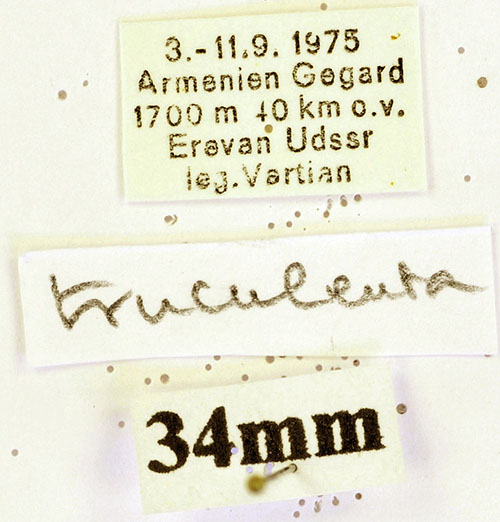 3.-11.9. 1975
Armenien Gegard
1700 m 40 km o.v.
Erevan Udssr
leg. Vartian
truculenta
34mm